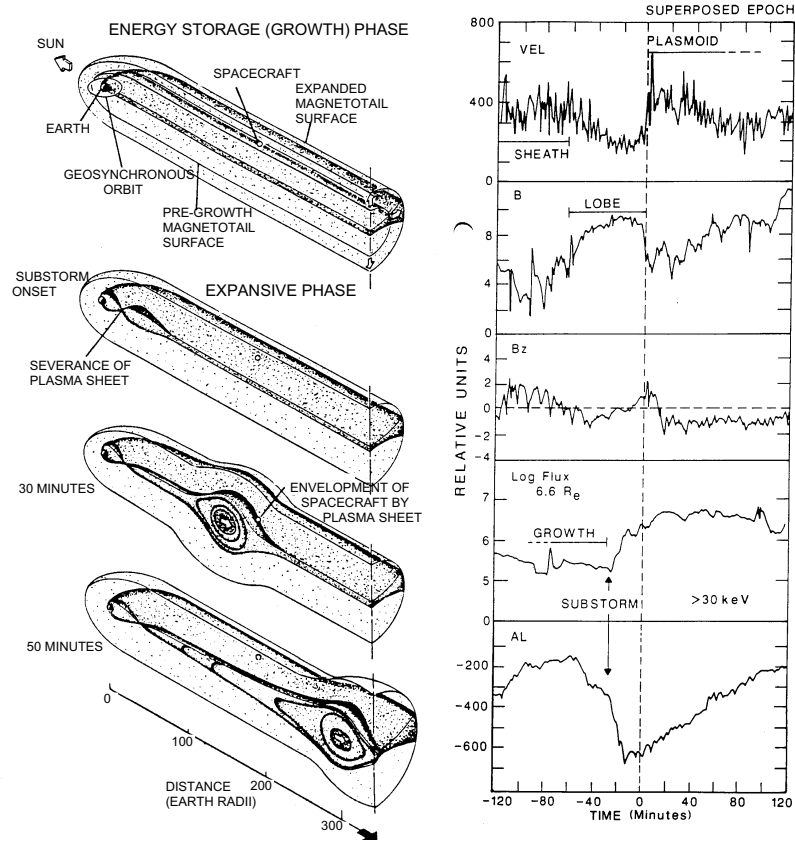 ENERGY STORAGE (GROWTH) PHASE
SUN
SPACECRAFT
EXPANDED
MAGNETOTAIL
SURFACE
EARTH
GEOSYNCHRONOUS
ORBIT
PRE-GROWTH
MAGNETOTAIL
SURFACE
SUBSTORM
ONSET
EXPANSIVE PHASE
SEVERANCE OF
PLASMA SHEET
30 MINUTES
ENVELOPMENT OF
SPACECRAFT BY
PLASMA SHEET
50 MINUTES
0
100
200
300
DISTANCE
(EARTH RADII)
SUPERPOSED EPOCH
800
VEL
PLASMOID
400
SHEATH
0
B
LOBE
8
)
4
0
Bz
4
2
0
-2
-4
RELATIVE UNITS
Log Flux
6.6 Re
7
GROWTH
6
5
SUBSTORM
>30 keV
0
AL
-200
-400
-600
-120 -80 -40 0 40 80 120
TIME (Minutes)